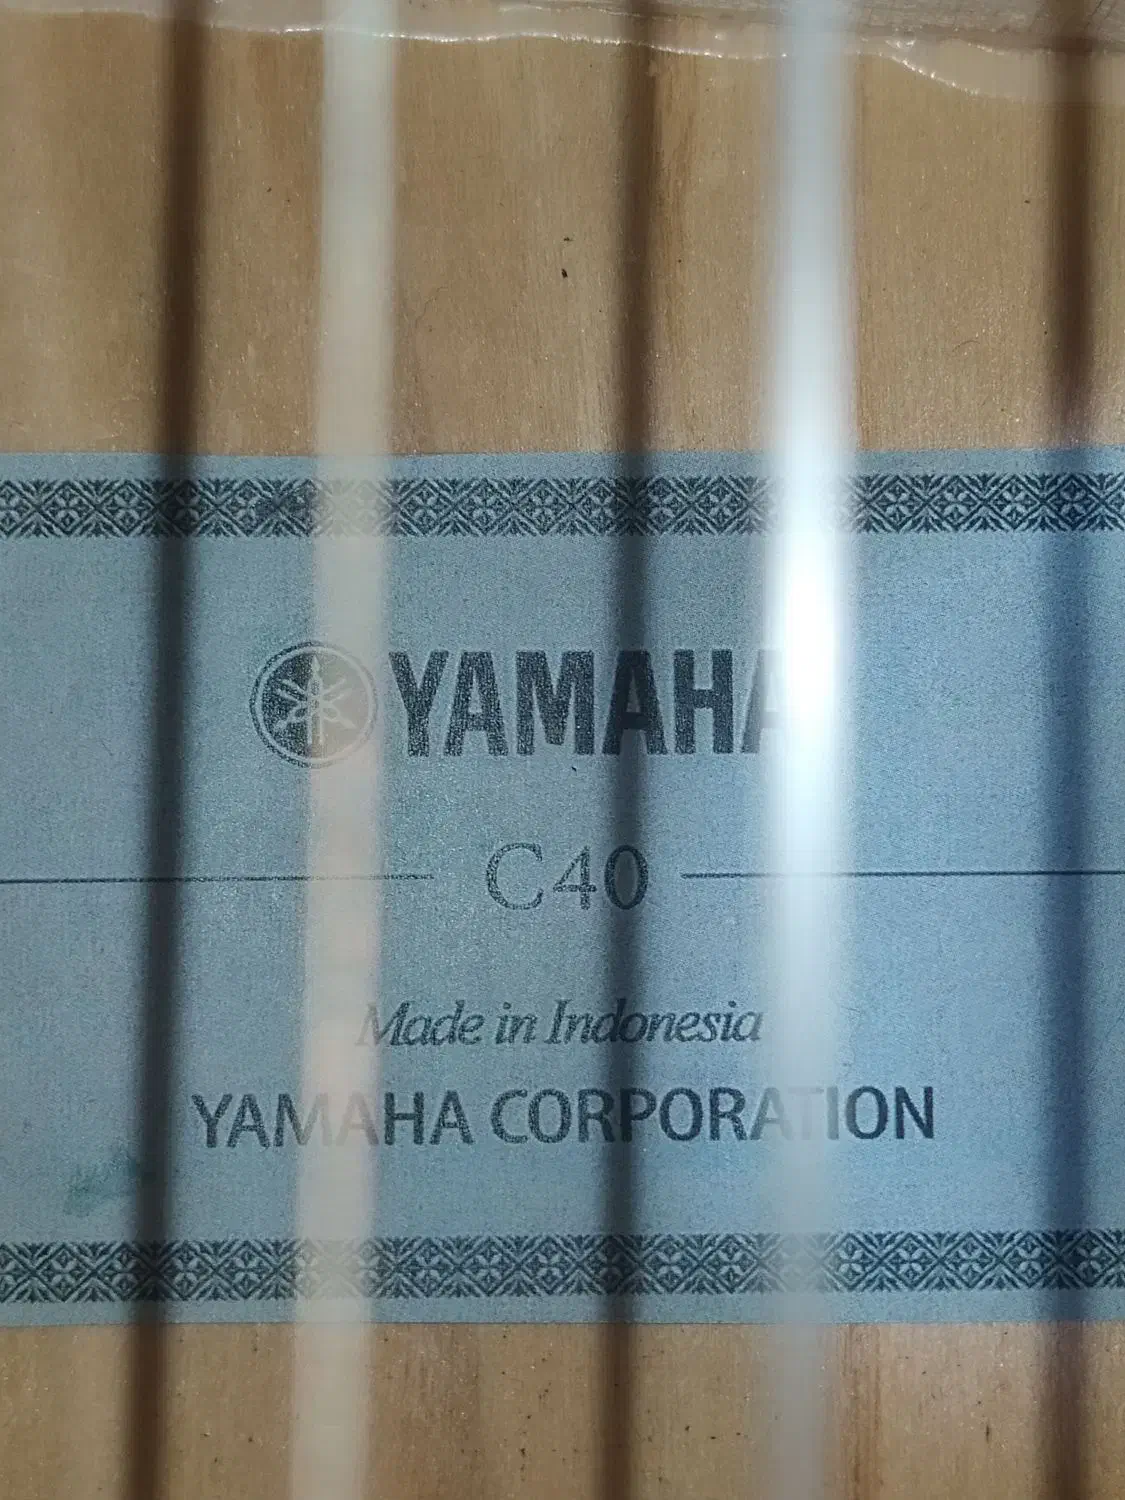 YAMAHA
C40
Made in Indonesia
YAMAHA CORPORATION